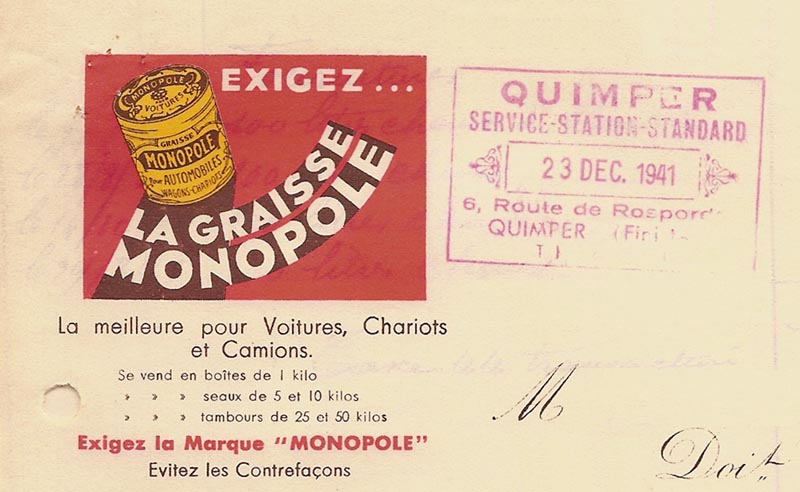 EXIGEZ...
MONOPOLE
VOITURES
GRAISSE
MONOPOLE
Pour AUTOMOBILES
WAGONS-CHARIOTS
LA GRAISSE
MONOPOLE
La meilleure pour Voitures, Chariots
et Camions.
Se vend en boîtes de 1 kilo
» » » seaux de 5 et 10 kilos
» » » tambours de 25 et 50 kilos
Exigez la Marque "MONOPOLE"
Evitez les Contrefaçons
QUIMPER
SERVICE-STATION-STANDARD
23 DEC. 1941
6, Route de Rospord
QUIMPER
M
Doit